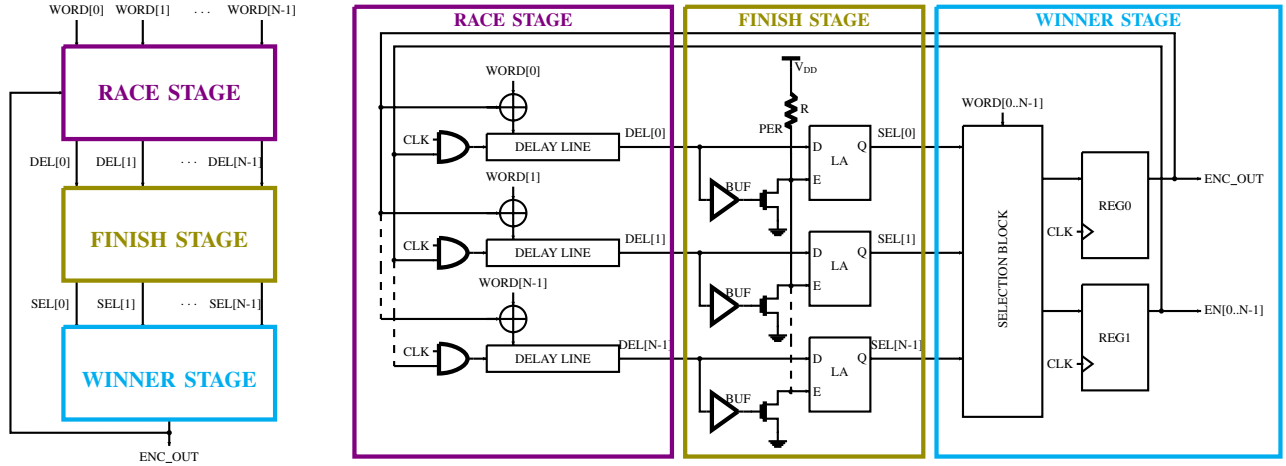 WORD[0] WORD[1] ... WORD[N-1]
RACE STAGE
DEL[0] DEL[1] ... DEL[N-1]
FINISH STAGE
SEL[0] SEL[1] ... SEL[N-1]
WINNER STAGE
ENC_OUT
RACE STAGE
WORD[0]
CLK
DELAY LINE
DEL[0]
WORD[1]
CLK
DELAY LINE
DEL[1]
WORD[N-1]
CLK
DELAY LINE
DEL[N-1]
FINISH STAGE
VDD
R
PER
D Q
LA
E
BUF
SEL[0]
D Q
LA
E
BUF
SEL[1]
D Q
LA
E
BUF
SEL[N-1]
WINNER STAGE
WORD[0..N-1]
SELECTION BLOCK
REG0
CLK
ENC_OUT
REG1
CLK
EN[0..N-1]